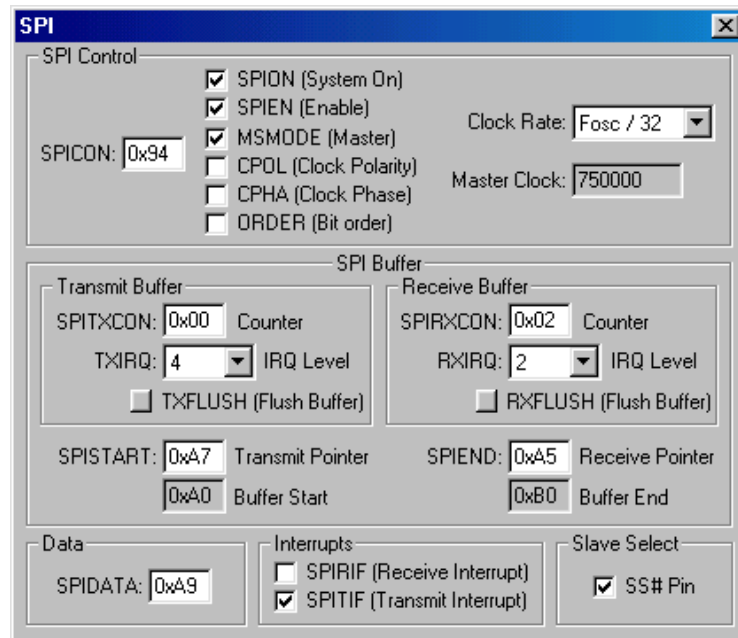 SPI
SPI Control
SPION (System On)
SPIEN (Enable)
MSMODE (Master)
CPOL (Clock Polarity)
CPHA (Clock Phase)
ORDER (Bit order)
SPICON: 0x94
Clock Rate: Fosc / 32
Master Clock: 750000
SPI Buffer
Transmit Buffer
SPITXCON: 0x00 Counter
TXIRQ: 4 IRQ Level
TXFLUSH (Flush Buffer)
Receive Buffer
SPIRXCON: 0x02 Counter
RXIRQ: 2 IRQ Level
RXFLUSH (Flush Buffer)
SPISTART: 0xA7 Transmit Pointer
0xA0 Buffer Start
SPIEND: 0xA5 Receive Pointer
0xB0 Buffer End
Data
SPIDATA: 0xA9
Interrupts
SPIRIF (Receive Interrupt)
SPITIF (Transmit Interrupt)
Slave Select
SS# Pin